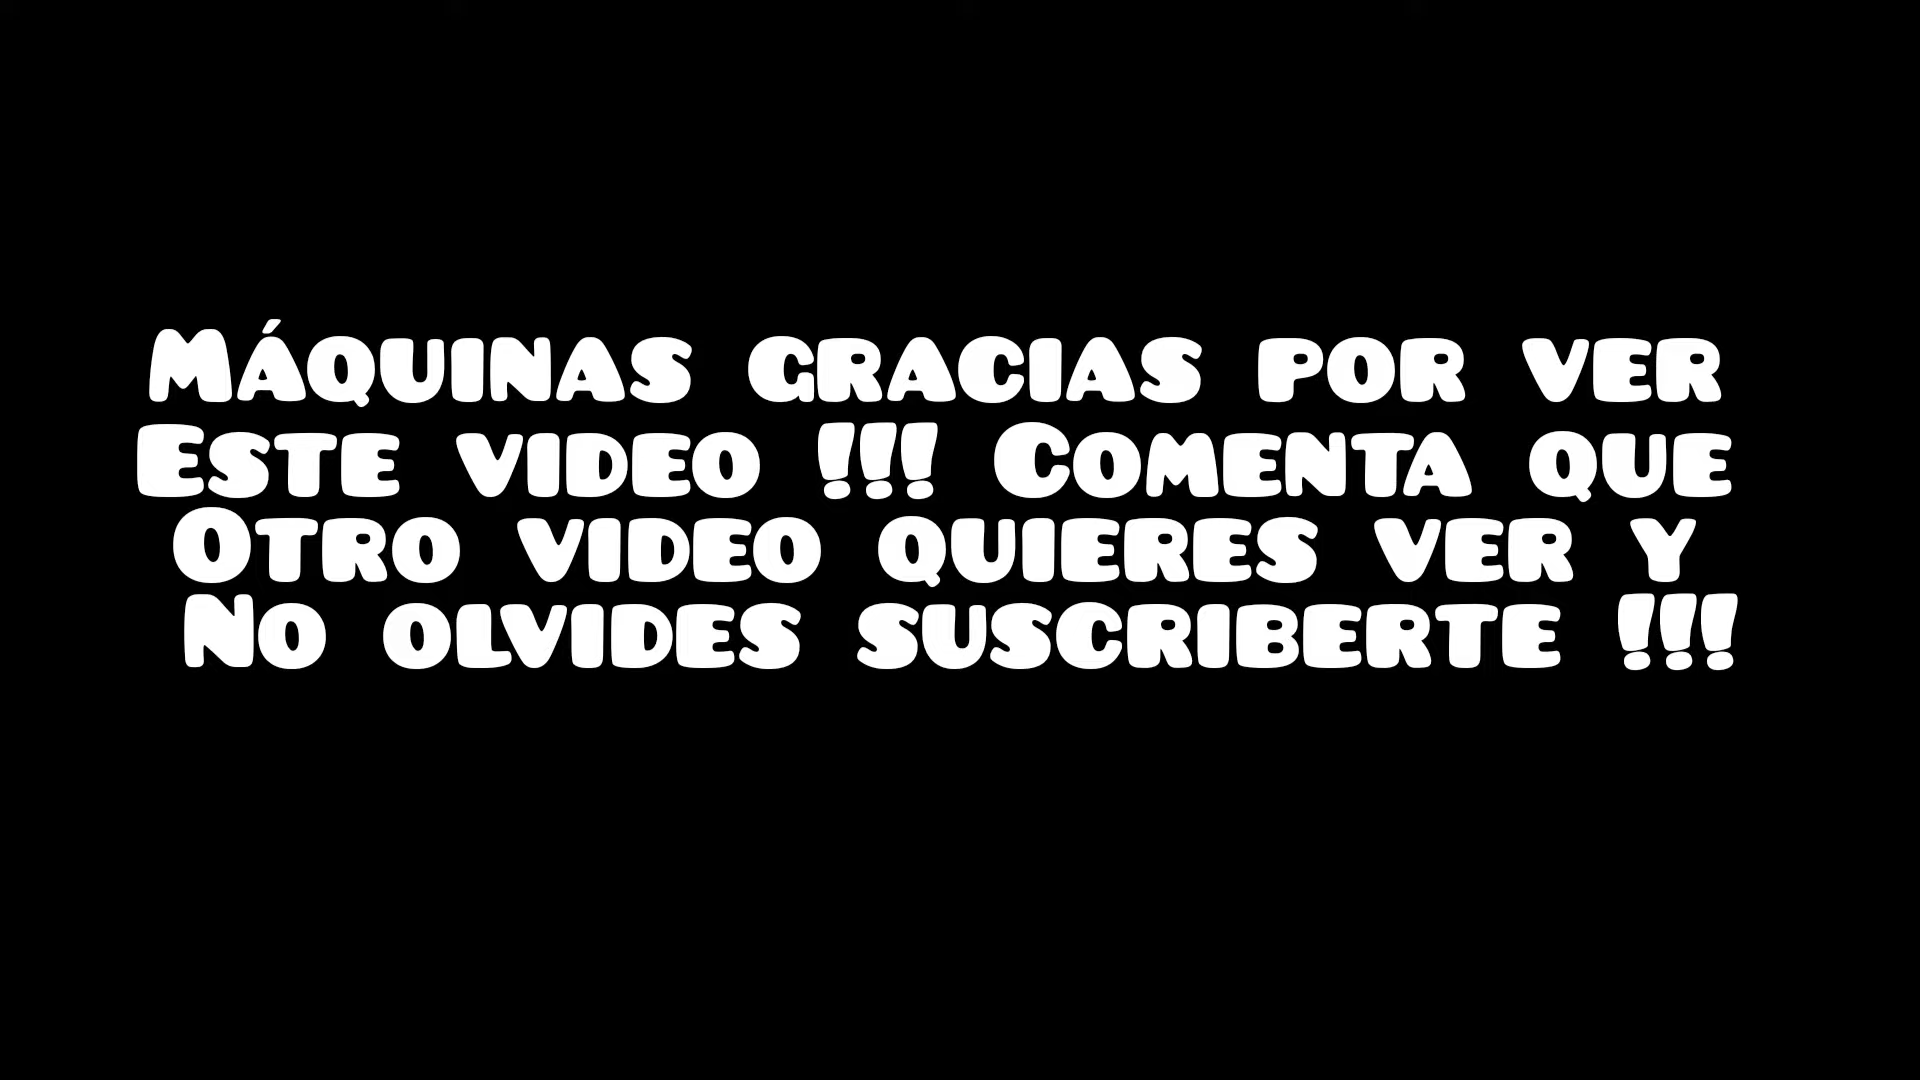 Máquinas gracias por ver
Este video !!! Comenta que
Otro video quieres ver y
No olvides suscriberte !!!